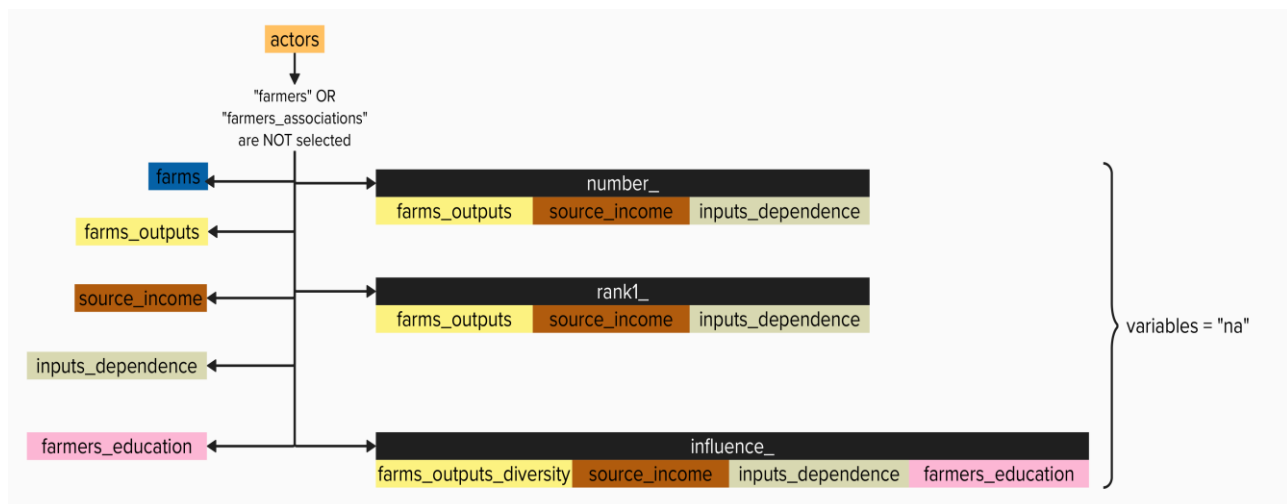 actors
"farmers" OR
"farmers_associations"
are NOT selected
farms
number_
farms_outputs source_income inputs_dependence
farms_outputs
source_income
rank1_
farms_outputs source_income inputs_dependence
variables = "na"
inputs_dependence
farmers_education
influence_
farms_outputs_diversity source_income inputs_dependence farmers_education